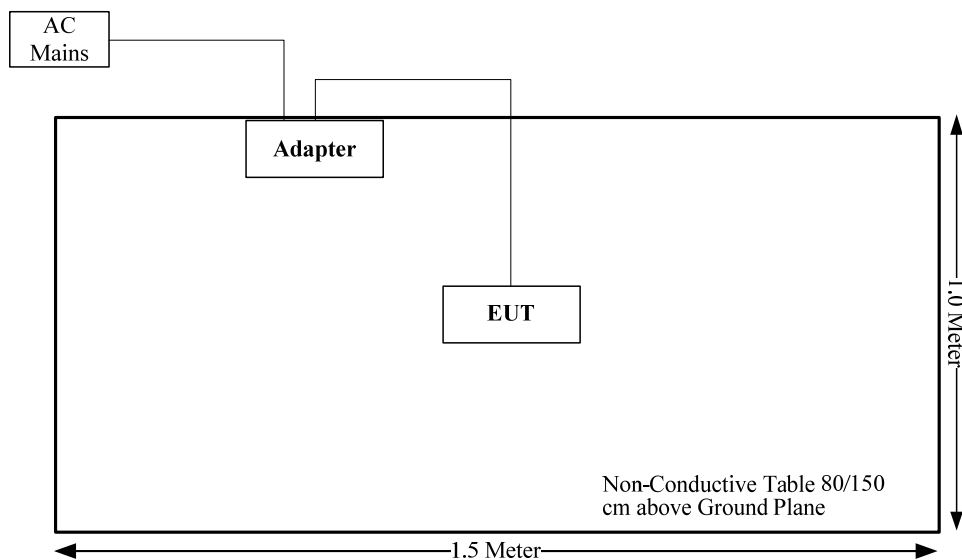 AC
Mains
Adapter
EUT
1.0 Meter
Non-Conductive Table 80/150
cm above Ground Plane
1.5 Meter